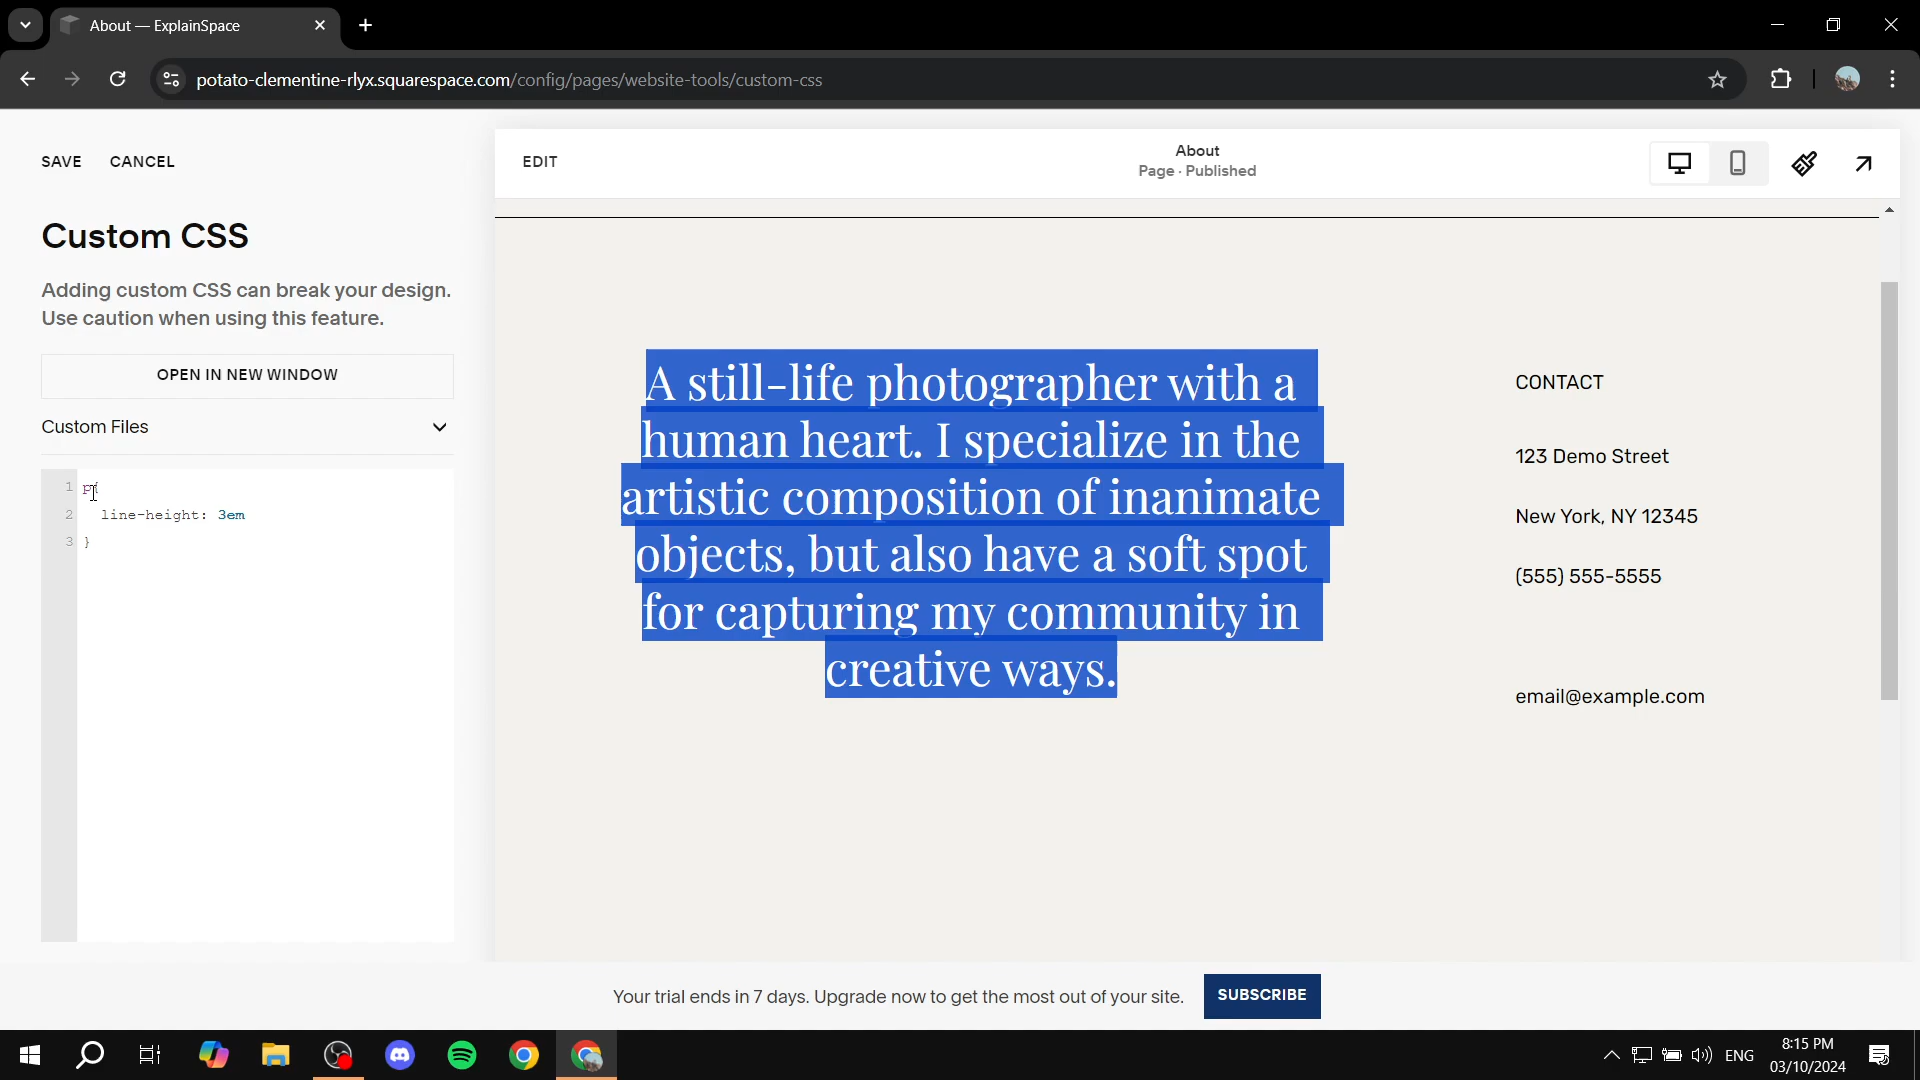 About — ExplainSpace
potato-clementine-rlyx.squarespace.com/config/pages/website-tools/custom-css
SAVE CANCEL
EDIT
About
Page · Published
Custom CSS
Adding custom CSS can break your design.
Use caution when using this feature.
OPEN IN NEW WINDOW
Custom Files
1 p{
2 line-height: 3em
3 }
A still-life photographer with a
human heart. I specialize in the
artistic composition of inanimate
objects, but also have a soft spot
for capturing my community in
creative ways.
CONTACT
123 Demo Street
New York, NY 12345
(555) 555-5555
email@example.com
Your trial ends in 7 days. Upgrade now to get the most out of your site.
SUBSCRIBE
ENG
8:15 PM
03/10/2024